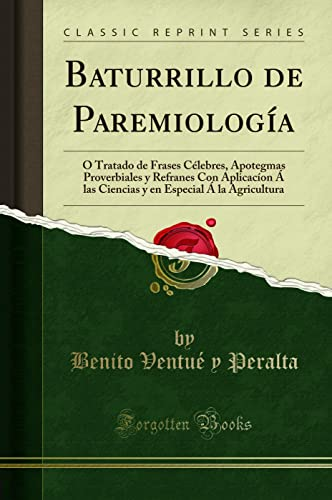 CLASSIC REPRINT SERIES
BATURRILLO DE
PAREMIOLOGÍA
O Tratado de Frases Célebres, Apotegmas
Proverbiales y Refranes Con Aplicacíon Á
las Ciencias y en Especial Á la Agricultura
by
Benito Ventué y Peralta
Forgotten Books